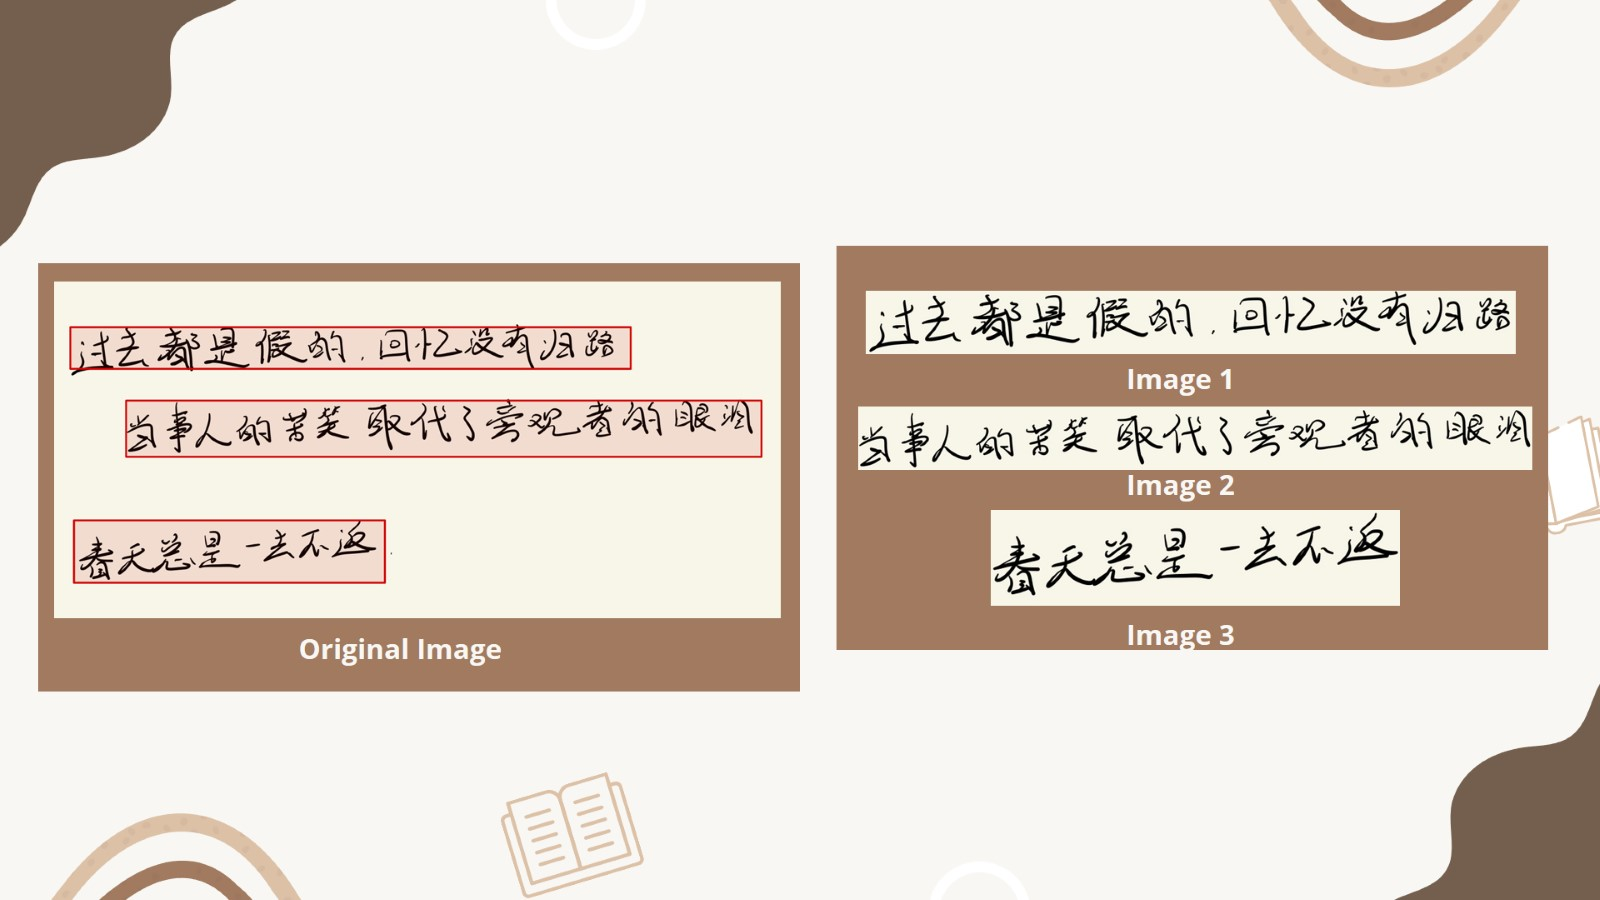 过去都是假的,回忆没有归路
当事人的苦笑 取代了旁观者的眼泪
春天总是一去不返
Original Image
过去都是假的,回忆没有归路
Image 1
当事人的苦笑 取代了旁观者的眼泪
Image 2
春天总是一去不返
Image 3